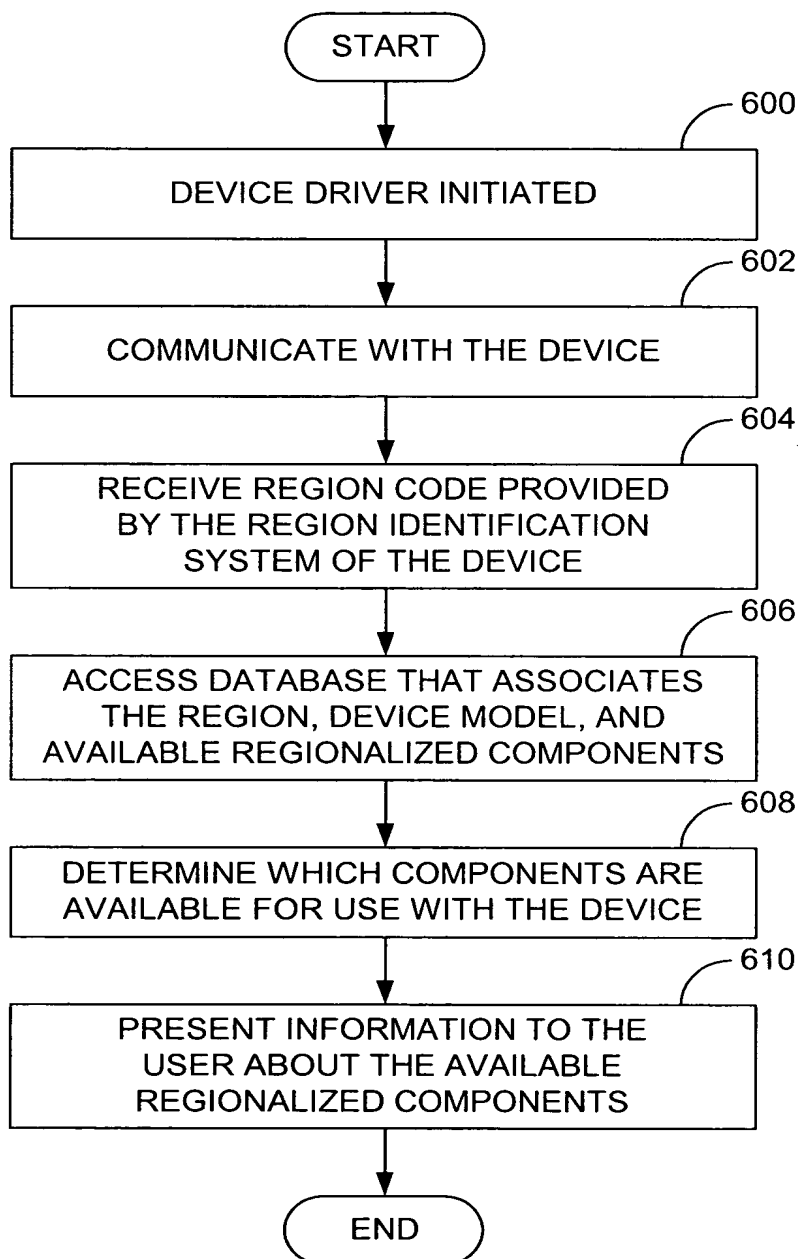 START
600
DEVICE DRIVER INITIATED
602
COMMUNICATE WITH THE DEVICE
604
RECEIVE REGION CODE PROVIDED
BY THE REGION IDENTIFICATION
SYSTEM OF THE DEVICE
606
ACCESS DATABASE THAT ASSOCIATES
THE REGION, DEVICE MODEL, AND
AVAILABLE REGIONALIZED COMPONENTS
608
DETERMINE WHICH COMPONENTS ARE
AVAILABLE FOR USE WITH THE DEVICE
610
PRESENT INFORMATION TO THE
USER ABOUT THE AVAILABLE
REGIONALIZED COMPONENTS
END